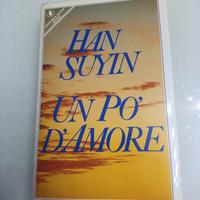 HAN
SUYIN
UN PO'
D'AMORE